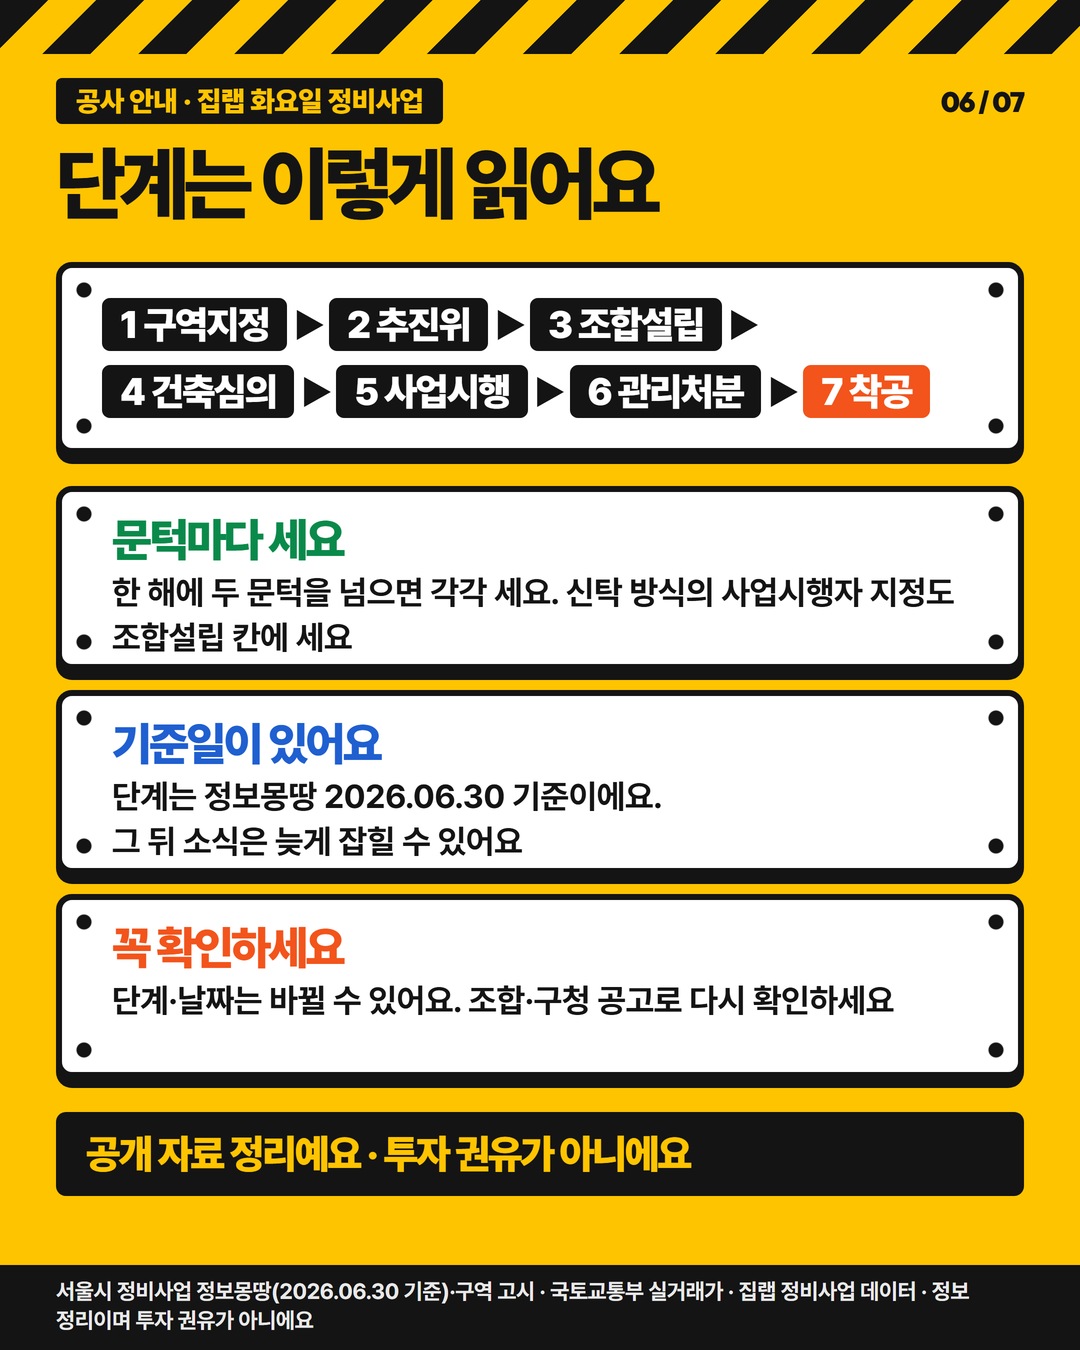 공사 안내 · 집랩 화요일 정비사업
06 / 07
단계는 이렇게 읽어요
1 구역지정 ▶ 2 추진위 ▶ 3 조합설립 ▶
4 건축심의 ▶ 5 사업시행 ▶ 6 관리처분 ▶ 7 착공
문턱마다 세요
한 해에 두 문턱을 넘으면 각각 세요. 신탁 방식의 사업시행자 지정도
조합설립 칸에 세요
기준일이 있어요
단계는 정보몽땅 2026.06.30 기준이에요.
그 뒤 소식은 늦게 잡힐 수 있어요
꼭 확인하세요
단계·날짜는 바뀔 수 있어요. 조합·구청 공고로 다시 확인하세요
공개 자료 정리예요 · 투자 권유가 아니에요
서울시 정비사업 정보몽땅(2026.06.30 기준)·구역 고시 · 국토교통부 실거래가 · 집랩 정비사업 데이터 · 정보
정리이며 투자 권유가 아니에요